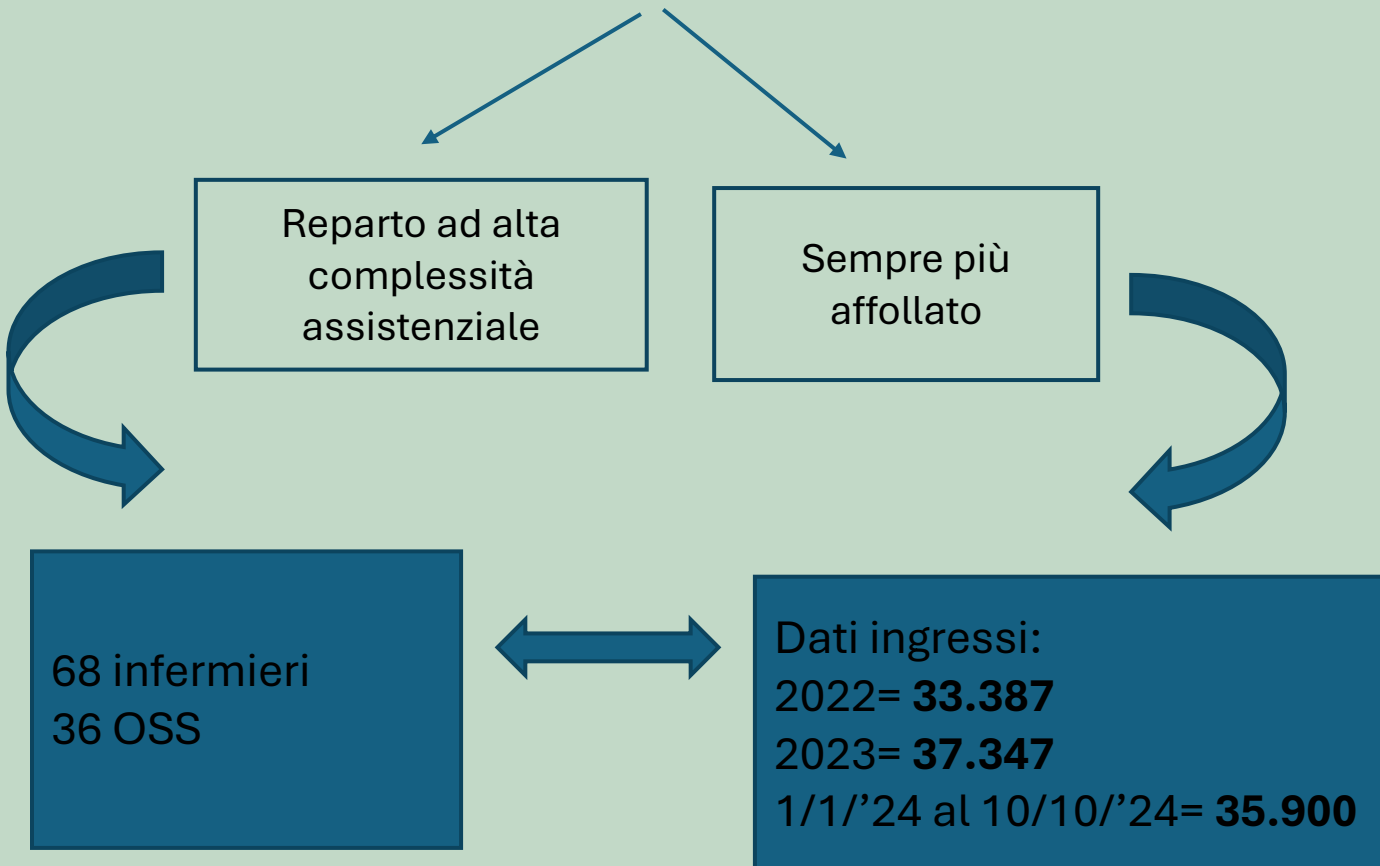 Reparto ad alta
complessità
assistenziale
Sempre più
affollato
68 infermieri
36 OSS
Dati ingressi:
2022= 33.387
2023= 37.347
1/1/’24 al 10/10/’24= 35.900